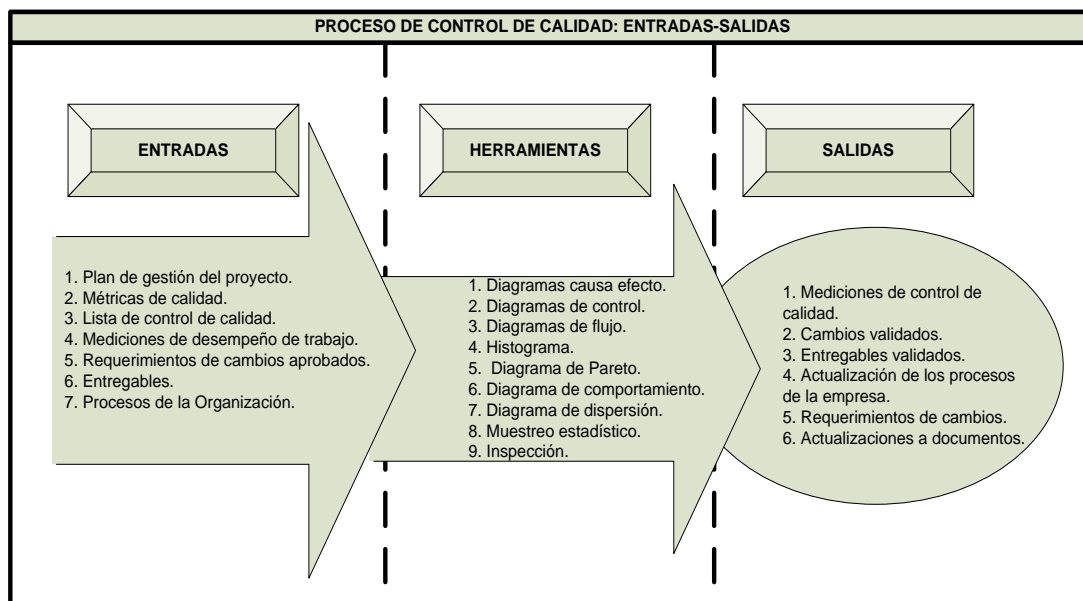 PROCESO DE CONTROL DE CALIDAD: ENTRADAS-SALIDAS
ENTRADAS
1. Plan de gestión del proyecto.
2. Métricas de calidad.
3. Lista de control de calidad.
4. Mediciones de desempeño de trabajo.
5. Requerimientos de cambios aprobados.
6. Entregables.
7. Procesos de la Organización.
HERRAMIENTAS
1. Diagramas causa efecto.
2. Diagramas de control.
3. Diagramas de flujo.
4. Histograma.
5. Diagrama de Pareto.
6. Diagrama de comportamiento.
7. Diagrama de dispersión.
8. Muestreo estadístico.
9. Inspección.
SALIDAS
1. Mediciones de control de
calidad.
2. Cambios validados.
3. Entregables validados.
4. Actualización de los procesos
de la empresa.
5. Requerimientos de cambios.
6. Actualizaciones a documentos.